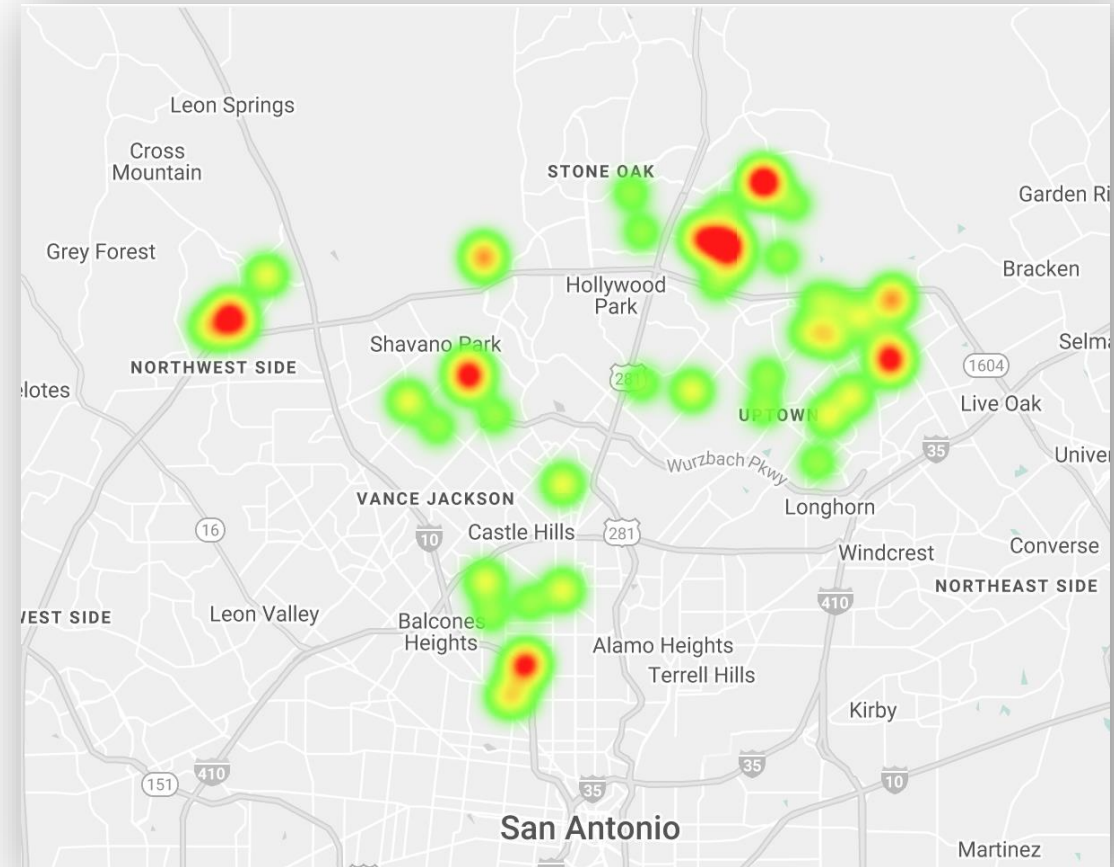 Leon Springs
Cross
Mountain
STONE OAK
Garden Ri
Grey Forest
Bracken
Hollywood
Park
Shavano Park
Selma
NORTHWEST SIDE
1604
281
elotes
Live Oak
UPTOWN
35
Univer
Wurzbach Pkwy
VANCE JACKSON
Longhorn
16
Castle Hills
281
10
Windcrest
Converse
NORTHEAST SIDE
410
WEST SIDE
Leon Valley
Balcones
Heights
Alamo Heights
Terrell Hills
Kirby
35
410
151
10
35
San Antonio
Martinez